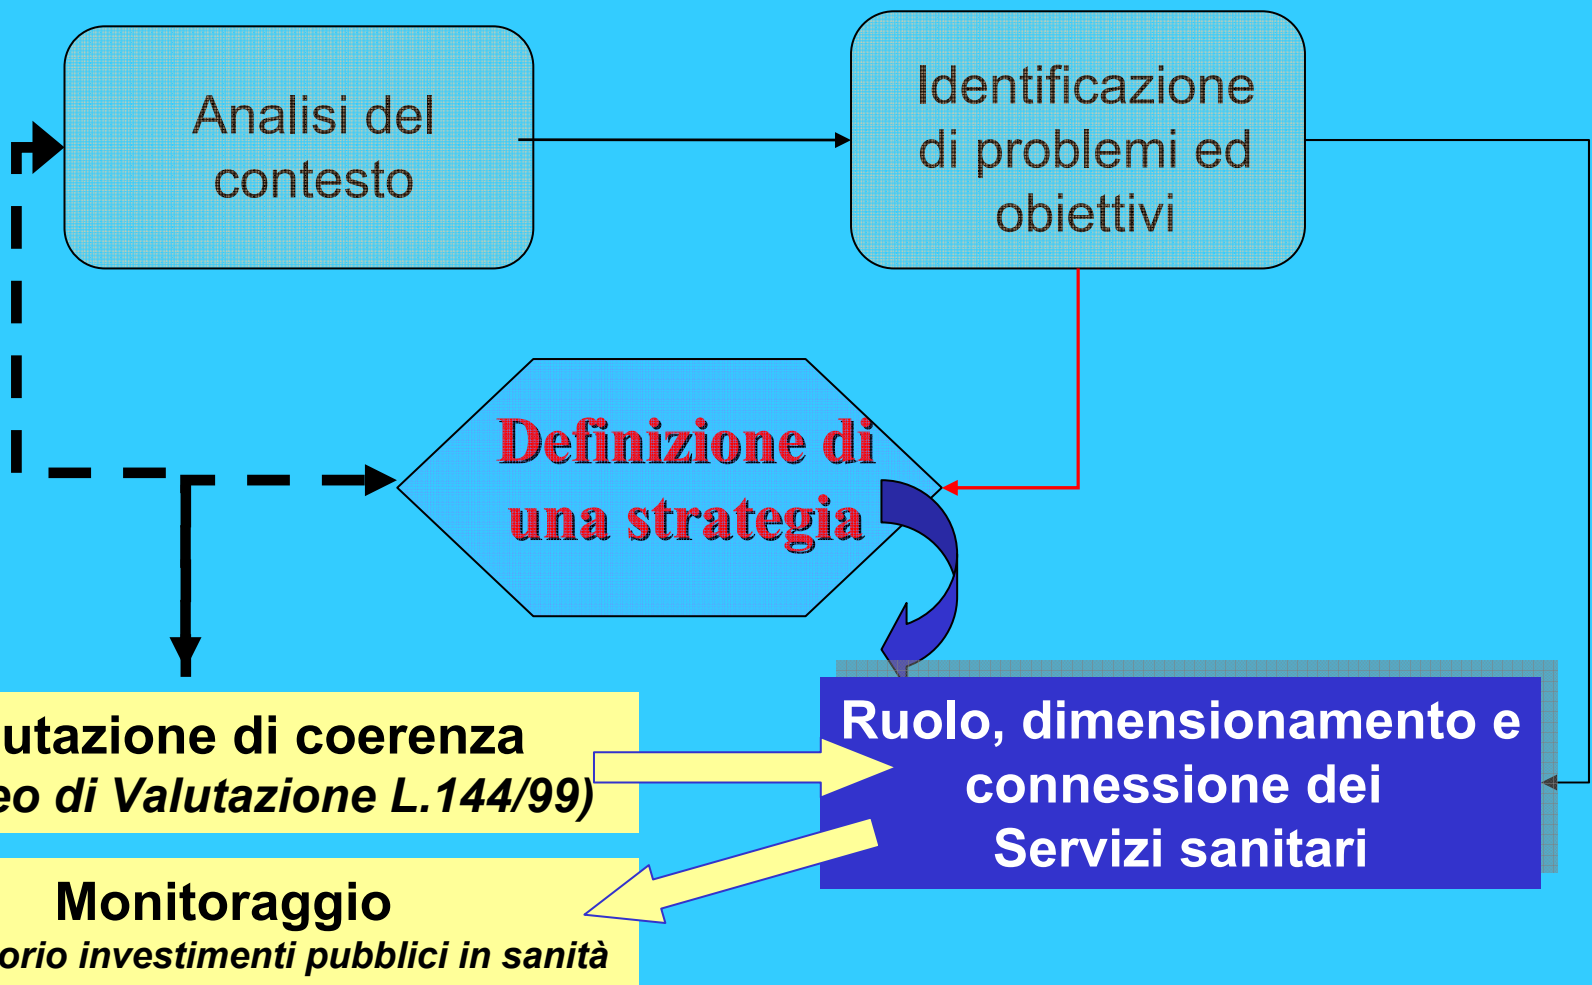 Analisi del
contesto
Identificazione
di problemi ed
obiettivi
Definizione di
una strategia
utazione di coerenza
eo di Valutazione L.144/99)
Ruolo, dimensionamento e
connessione dei
Servizi sanitari
Monitoraggio
orio investimenti pubblici in sanità